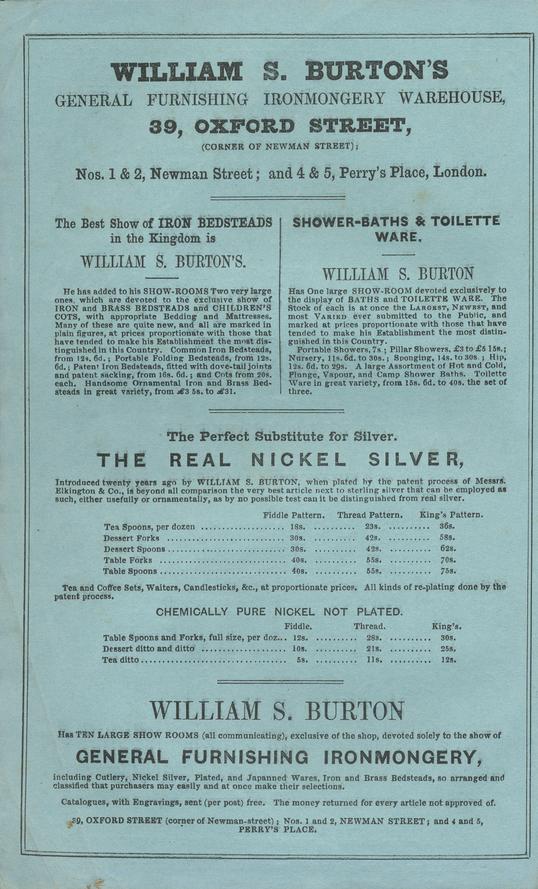 WILLIAM S. BURTON'S
GENERAL FURNISHING IRONMONGERY WAREHOUSE,
39, OXFORD STREET,
(CORNER OF NEWMAN STREET);
Nos. 1 & 2, Newman Street; and 4 & 5, Perry's Place, London.
The Best Show of IRON BEDSTEADS
in the Kingdom is
WILLIAM S. BURTON'S.
He has added to his SHOW-ROOMS Two very large
ones, which are devoted to the exclusive show of
IRON and BRASS BEDSTEADS and CHILDREN'S
COTS, with appropriate Bedding and Mattresses.
Many of these are quite new, and all are marked in
plain figures, at prices proportionate with those that
have tended to make his Establishment the most dis-
tinguished in this Country. Common Iron Bedsteads,
from 12s. 6d.; Portable Folding Bedsteads, from 12s.
6d.; Patent Iron Bedsteads, fitted with dove-tail joints
and patent sacking, from 16s. 6d.; and Cots from 20s.
each. Handsome Ornamental Iron and Brass Bed-
steads in great variety, from £3 5s. to £31.
SHOWER-BATHS & TOILETTE
WARE.
WILLIAM S. BURTON
Has One large SHOW-ROOM devoted exclusively to
the display of BATHS and TOILETTE WARE. The
Stock of each is at once the LARGEST, NEWEST, and
most VARIED ever submitted to the Public, and
marked at prices proportionate with those that have
tended to make his Establishment the most distin-
guished in this Country.
Portable Showers, 7s; Pillar Showers, £3 to £5 15s.;
Nursery, 11s. 6d. to 30s.; Sponging, 14s. to 30s.; Hip,
12s. 6d. to 29s. A large Assortment of Hot and Cold,
Plunge, Vapour, and Camp Shower Baths. Toilette
Ware in great variety, from 15s. 6d. to 40s. the set of
three.
The Perfect Substitute for Silver.
THE REAL NICKEL SILVER,
Introduced twenty years ago by WILLIAM S. BURTON, when plated by the patent process of Messrs.
Elkington & Co., is beyond all comparison the very best article next to sterling silver that can be employed as
such, either usefully or ornamentally, as by no possible test can it be distinguished from real silver.
Fiddle Pattern. Thread Pattern. King's Pattern.
Tea Spoons, per dozen .................... 18s. .......... 23s. .......... 36s.
Dessert Forks .................... 30s. .......... 42s. .......... 58s.
Dessert Spoons .................... 30s. .......... 42s. .......... 62s.
Table Forks .................... 40s. .......... 55s. .......... 70s.
Table Spoons .................... 40s. .......... 55s. .......... 75s.
Tea and Coffee Sets, Waiters, Candlesticks, &c., at proportionate prices. All kinds of re-plating done by the
patent process.
CHEMICALLY PURE NICKEL NOT PLATED.
Fiddle. Thread. King's.
Table Spoons and Forks, full size, per doz... 12s. .......... 28s. .......... 30s.
Dessert ditto and ditto .................... 10s. .......... 21s. .......... 25s.
Tea ditto .................... 5s. .......... 11s. .......... 12s.
WILLIAM S. BURTON
Has TEN LARGE SHOW ROOMS (all communicating), exclusive of the shop, devoted solely to the show of
GENERAL FURNISHING IRONMONGERY,
including Cutlery, Nickel Silver, Plated, and Japanned Wares, Iron and Brass Bedsteads, so arranged and
classified that purchasers may easily and at once make their selections.
Catalogues, with Engravings, sent (per post) free. The money returned for every article not approved of.
39, OXFORD STREET (corner of Newman-street); Nos. 1 and 2, NEWMAN STREET; and 4 and 5,
PERRY'S PLACE.